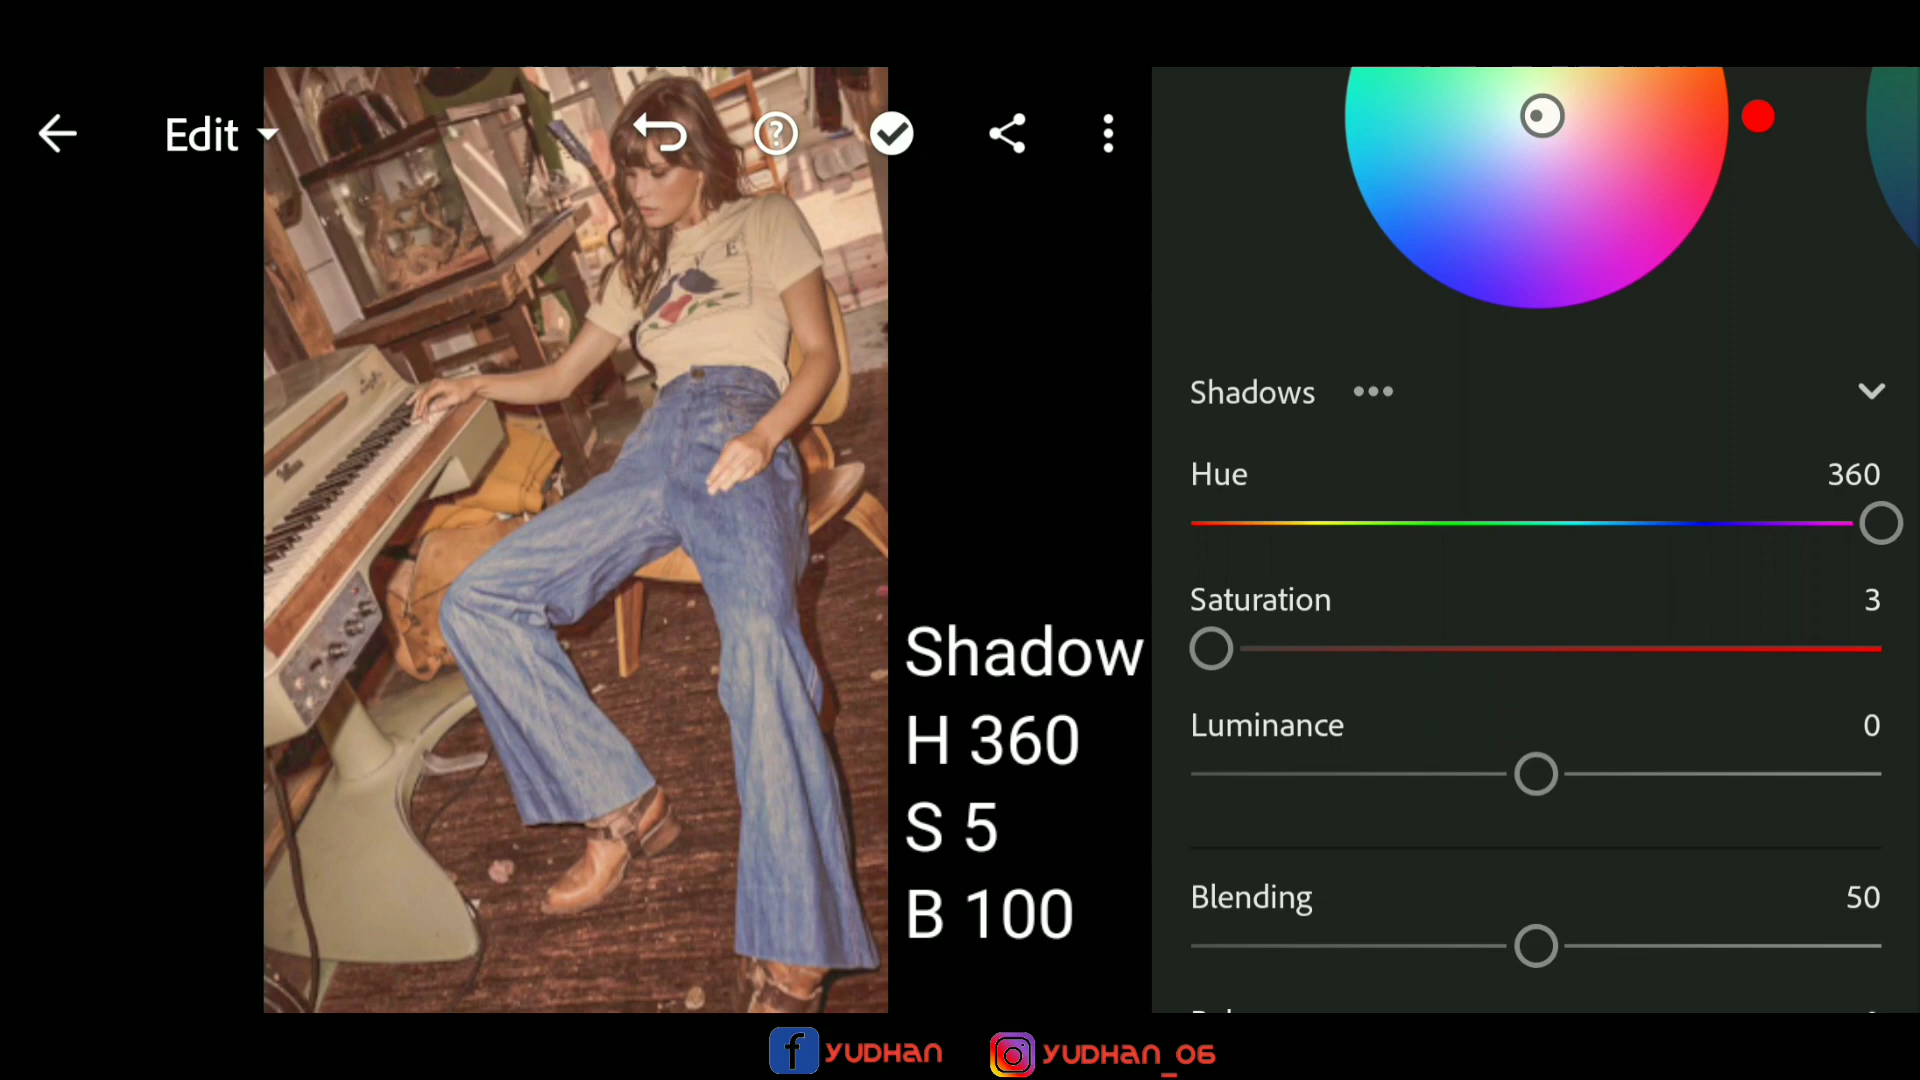 Edit
Shadows
Hue 360
Saturation 3
Luminance 0
Blending 50
Shadow
H 360
S 5
B 100
YUDHAN
YUDHAN_06